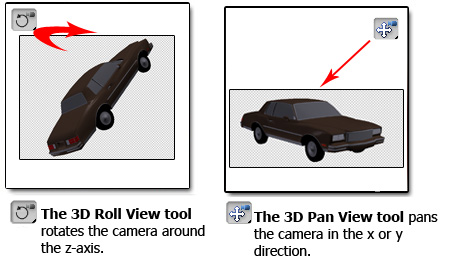 The 3D Roll View tool
rotates the camera around
the z-axis.
The 3D Pan View tool pans
the camera in the x or y
direction.